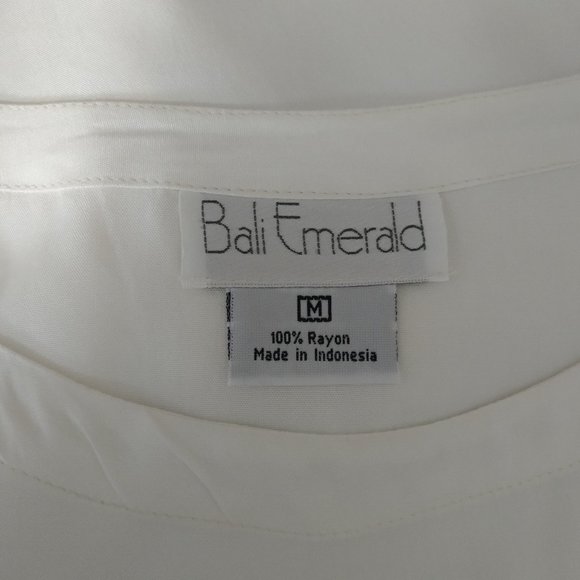 Bali Emerald
M
100% Rayon
Made in Indonesia